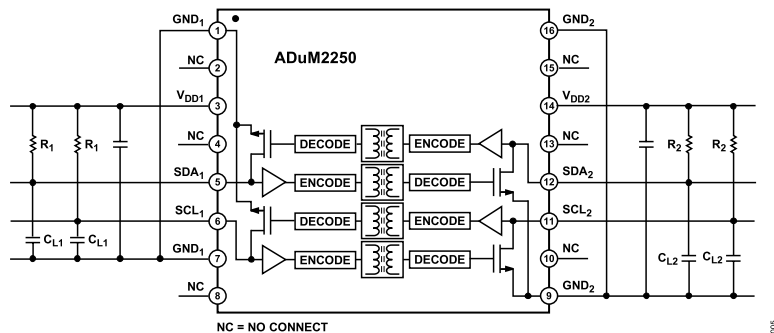 ADuM2250
GND1
1
NC
2
VDD1
3
NC
4
SDA1
5
SCL1
6
GND1
7
NC
8
R1
R1
CL1
CL1
DECODE
ENCODE
ENCODE
DECODE
DECODE
ENCODE
ENCODE
DECODE
GND2
16
NC
15
VDD2
14
NC
13
SDA2
12
SCL2
11
NC
10
GND2
9
R2
R2
CL2
CL2
NC = NO CONNECT